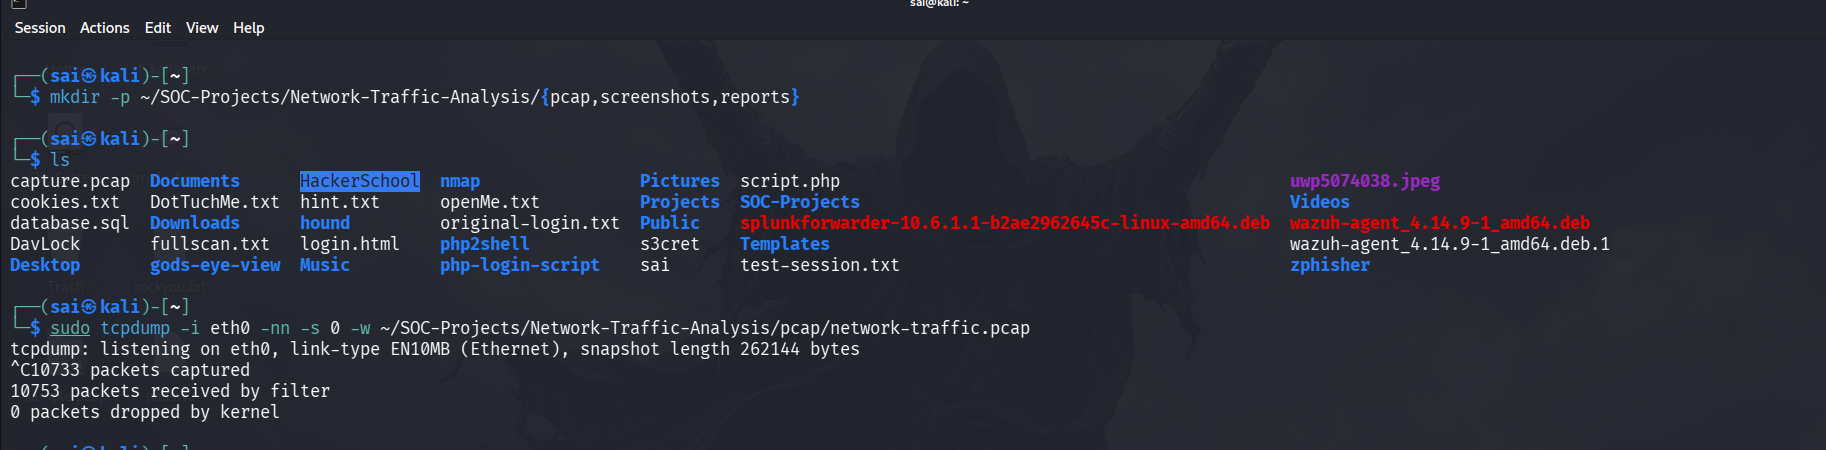 sai@kali: ~
Session Actions Edit View Help
┌──(sai㉿kali)-[~]
└─$ mkdir -p ~/SOC-Projects/Network-Traffic-Analysis/{pcap,screenshots,reports}
┌──(sai㉿kali)-[~]
└─$ ls
capture.pcap Documents HackerSchool nmap Pictures script.php uwp5074038.jpeg
cookies.txt DotTuchMe.txt hint.txt openMe.txt Projects SOC-Projects Videos
database.sql Downloads hound original-login.txt Public splunkforwarder-10.6.1.1-b2ae2962645c-linux-amd64.deb wazuh-agent_4.14.9-1_amd64.deb
DavLock fullscan.txt login.html php2shell s3cret Templates wazuh-agent_4.14.9-1_amd64.deb.1
Desktop gods-eye-view Music php-login-script sai test-session.txt zphisher
Trash rockyou.txt
┌──(sai㉿kali)-[~]
└─$ sudo tcpdump -i eth0 -nn -s 0 -w ~/SOC-Projects/Network-Traffic-Analysis/pcap/network-traffic.pcap
tcpdump: listening on eth0, link-type EN10MB (Ethernet), snapshot length 262144 bytes
^C10733 packets captured
10753 packets received by filter
0 packets dropped by kernel
┌──(sai㉿kali)-[~]